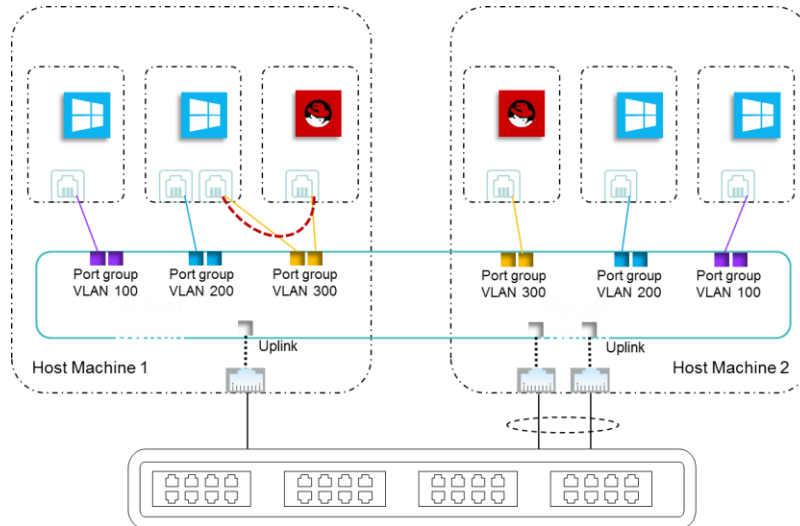 Port group
VLAN 100
Port group
VLAN 200
Port group
VLAN 300
Port group
VLAN 300
Port group
VLAN 200
Port group
VLAN 100
Uplink
Uplink
Host Machine 1
Host Machine 2